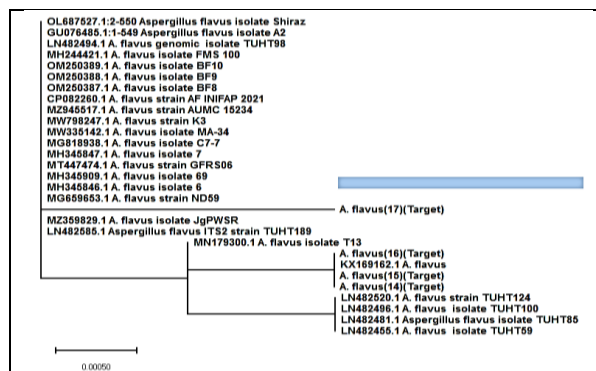 OL687527.1:2-550 Aspergillus flavus isolate Shiraz
GU076485.1:1-549 Aspergillus flavus isolate A2
LN482494.1 A. flavus genomic isolate TUHT98
MH244421.1 A. flavus isolate FMS 100
OM250389.1 A. flavus isolate BF10
OM250388.1 A. flavus isolate BF9
OM250387.1 A. flavus isolate BF8
CP082260.1 A. flavus strain AF INIFAP 2021
MZ945517.1 A. flavus strain AUMC 15234
MW798247.1 A. flavus strain K3
MW335142.1 A. flavus isolate MA-34
MG818938.1 A. flavus isolate C7-7
MH345847.1 A. flavus isolate 7
MT447474.1 A. flavus strain GFRS06
MH345909.1 A. flavus isolate 69
MH345846.1 A. flavus isolate 6
MG659653.1 A. flavus strain ND59
A. flavus(17)(Target)
MZ359829.1 A. flavus isolate JgPWSR
LN482585.1 Aspergillus flavus ITS2 strain TUHT189
MN179300.1 A. flavus isolate T13
A. flavus(16)(Target)
KX169162.1 A. flavus
A. flavus(15)(Target)
A. flavus(14)(Target)
LN482520.1 A. flavus strain TUHT124
LN482496.1 A. flavus isolate TUHT100
LN482481.1 Aspergillus flavus isolate TUHT85
LN482455.1 A. flavus isolate TUHT59
0.00050